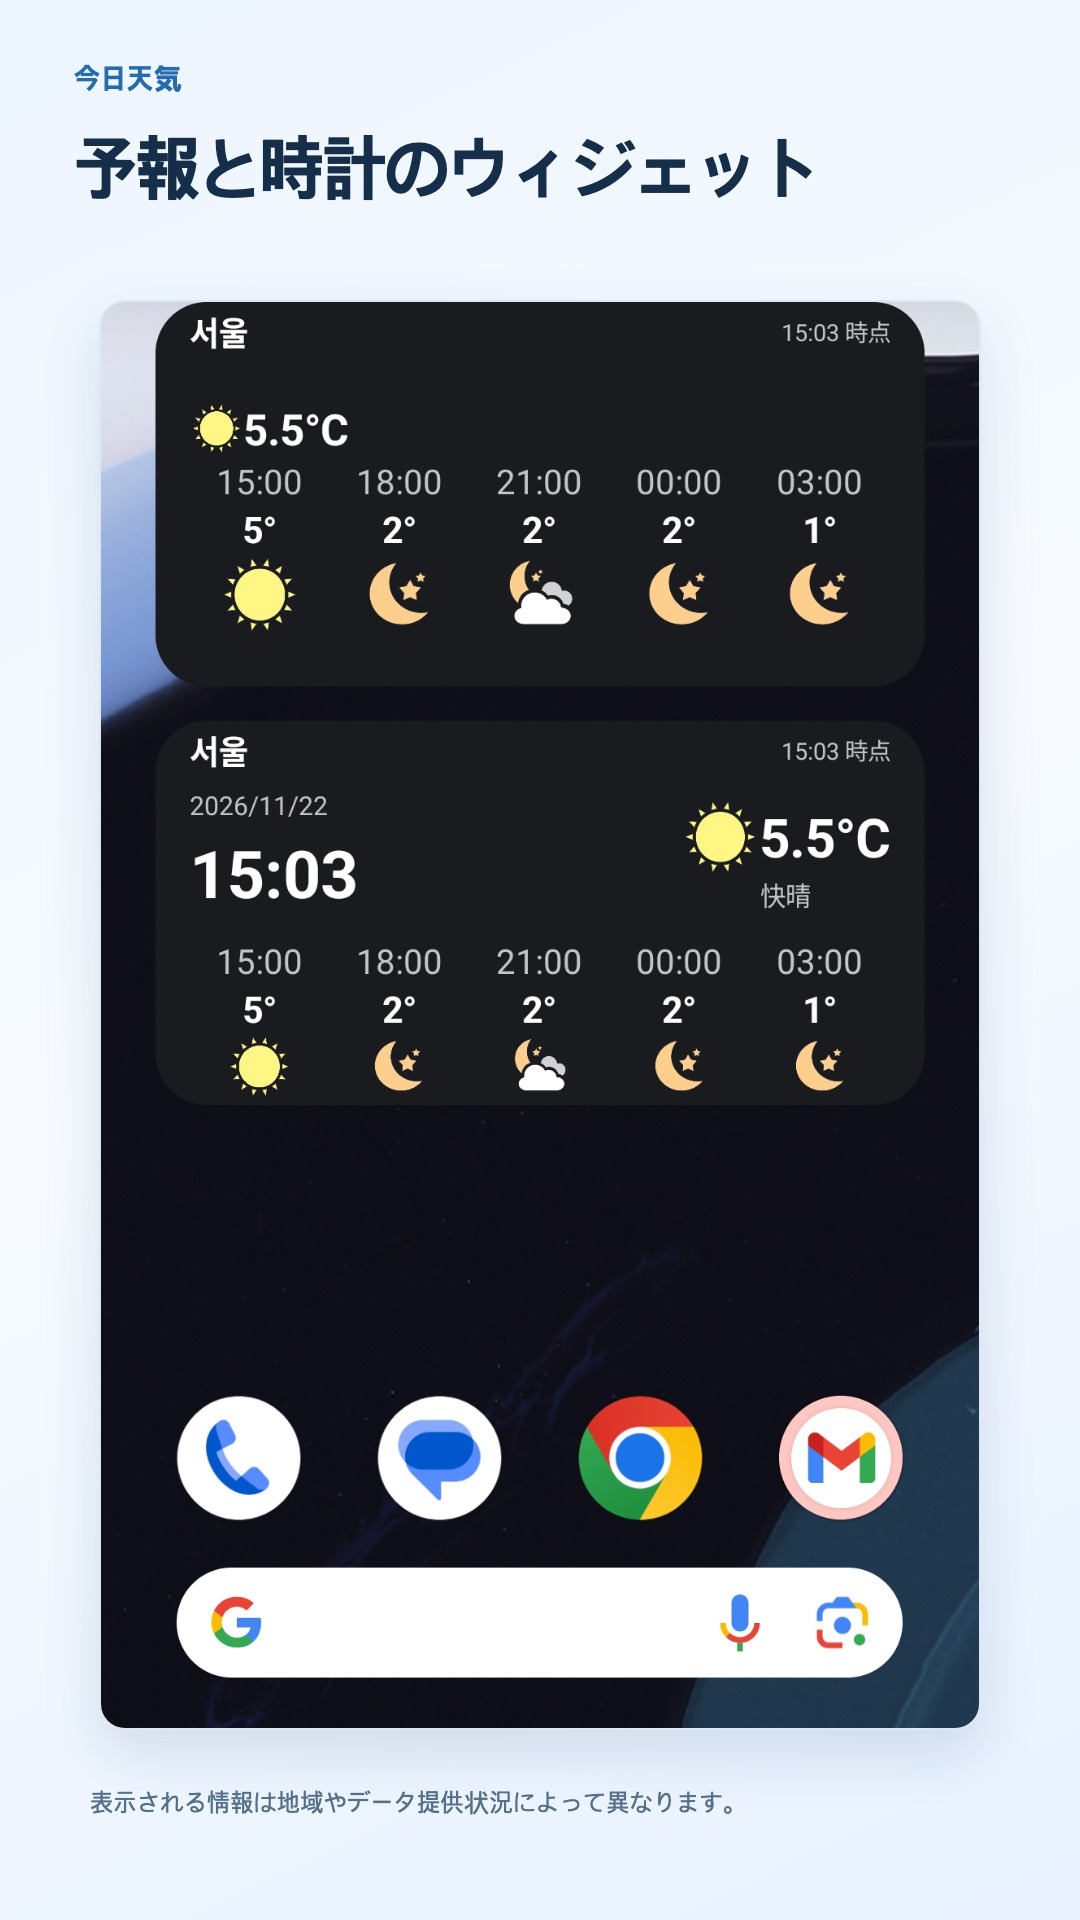 今日天気
予報と時計のウィジェット
서울 15:03 時点
5.5°C
15:00 18:00 21:00 00:00 03:00
5° 2° 2° 2° 1°
서울 15:03 時点
2026/11/22
15:03
5.5°C
快晴
15:00 18:00 21:00 00:00 03:00
5° 2° 2° 2° 1°
表示される情報は地域やデータ提供状況によって異なります。